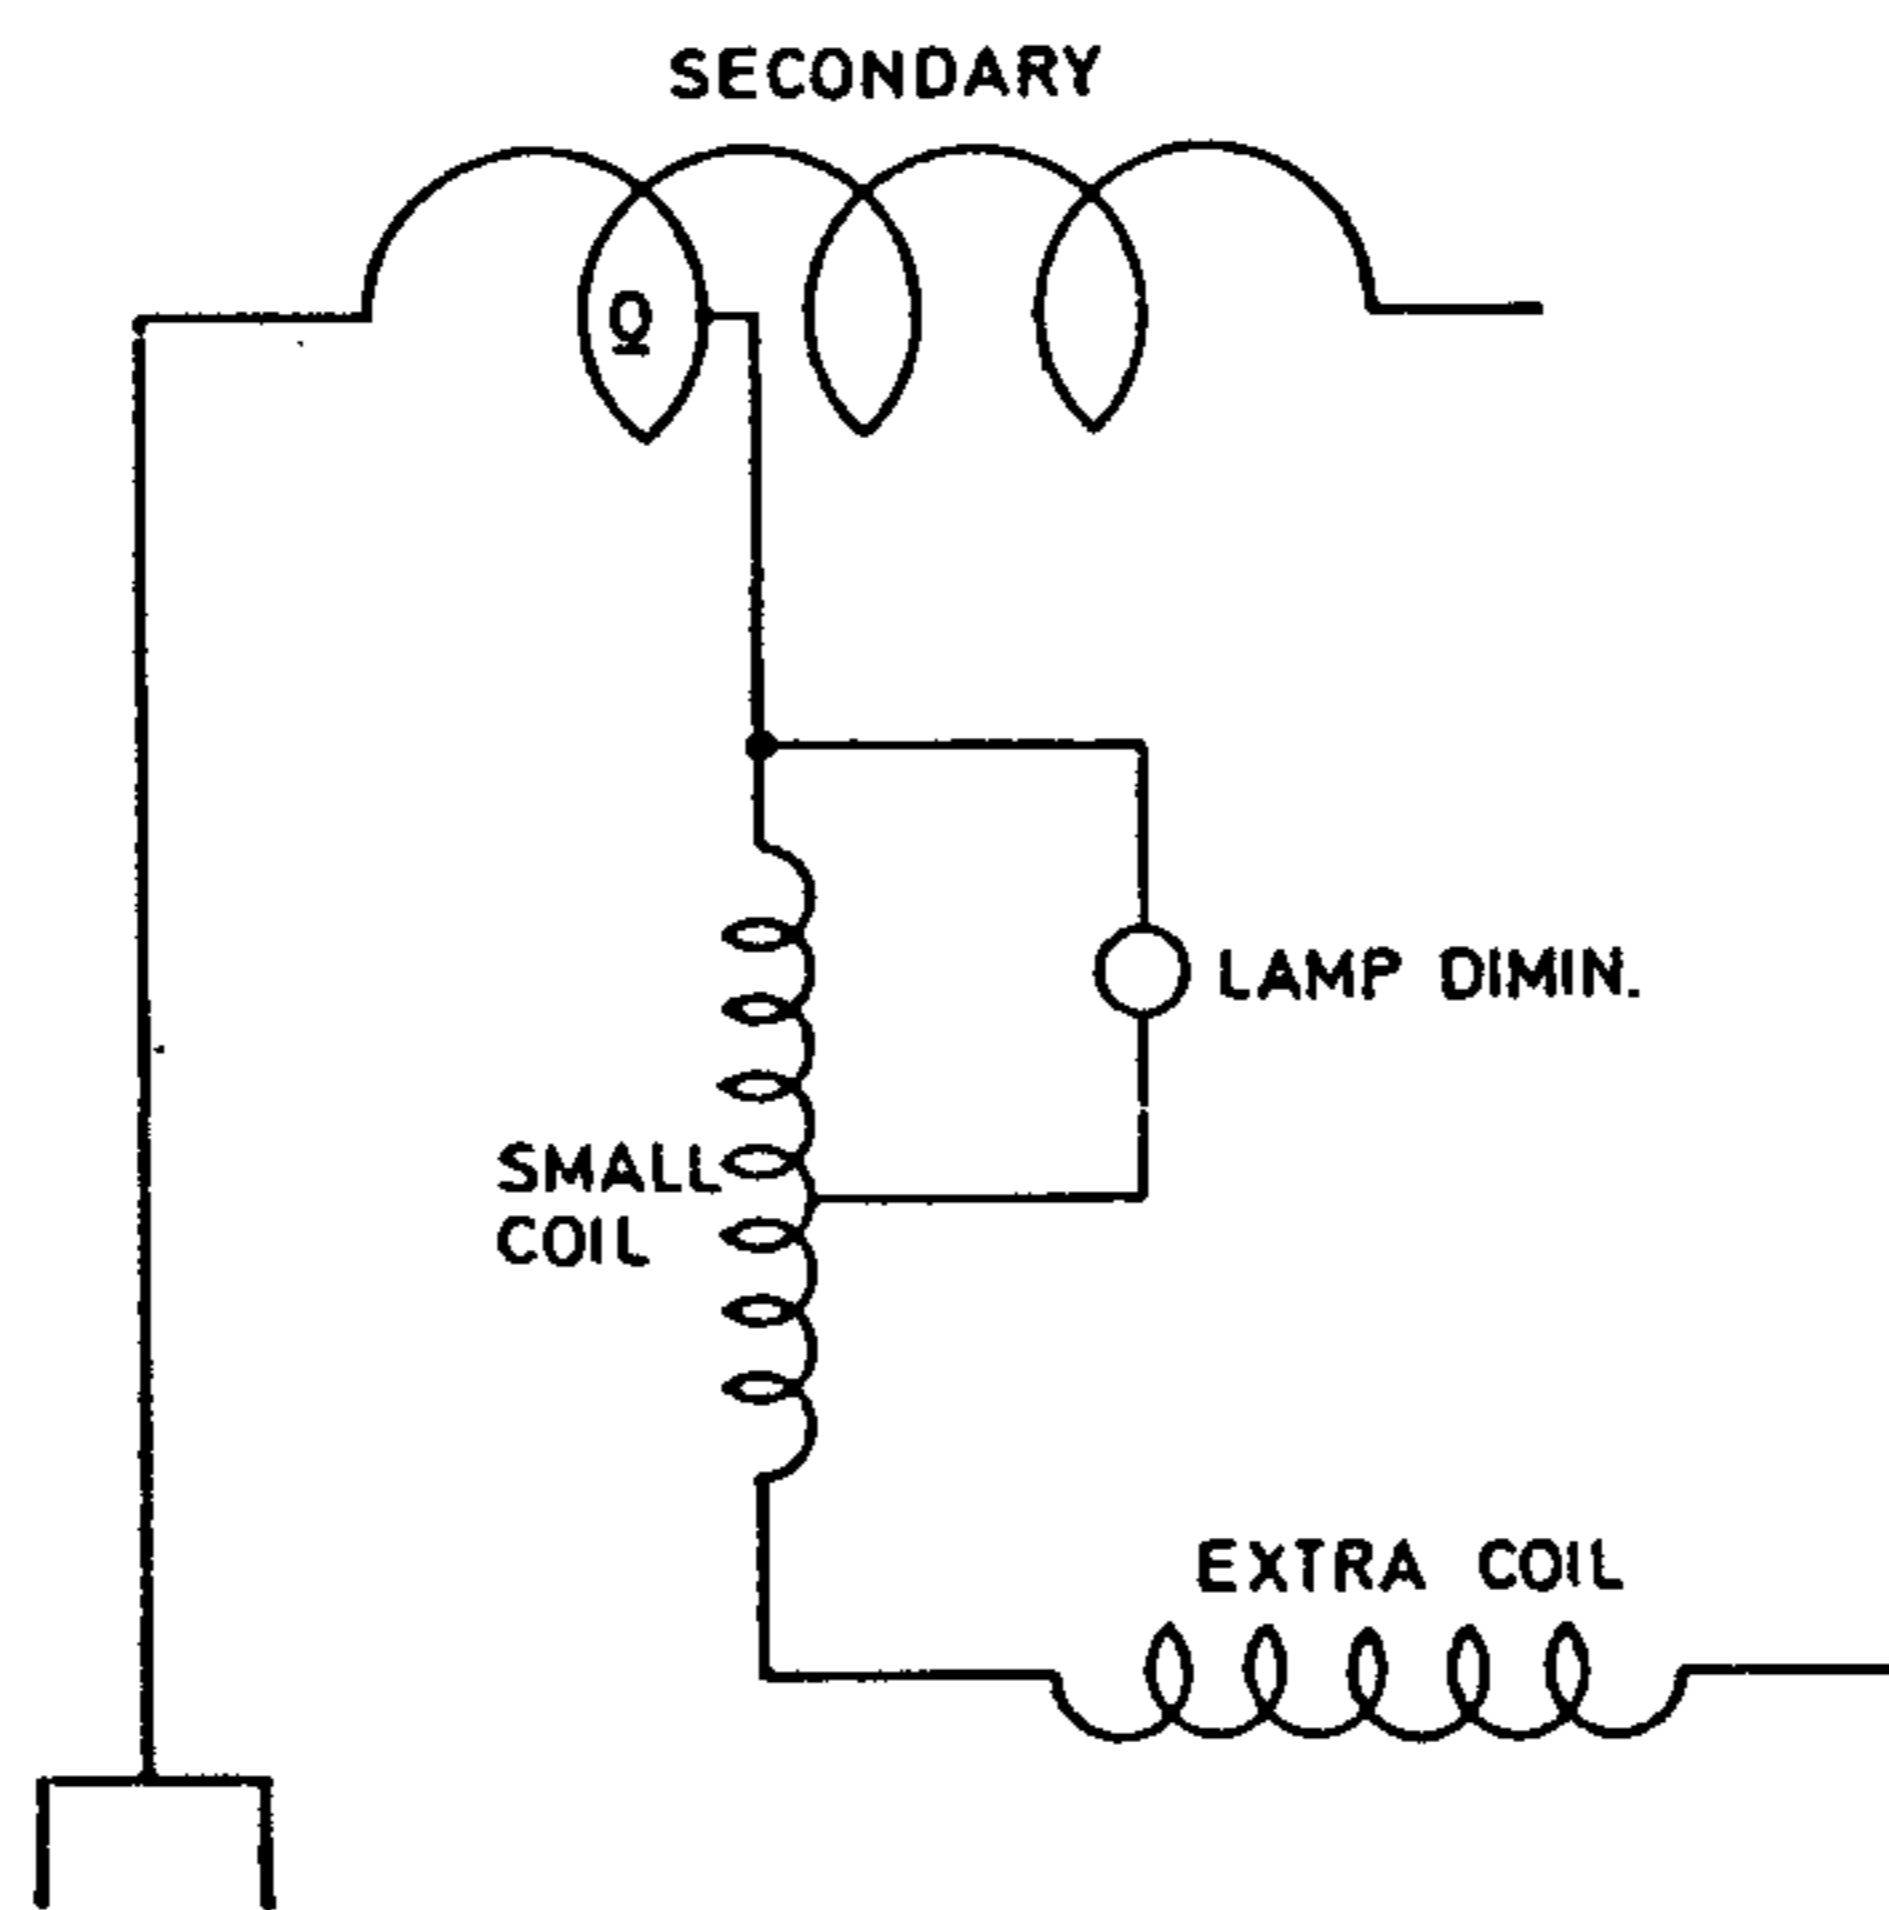 SECONDARY
Q
LAMP DIMIN.
SMALL
COIL
EXTRA COIL